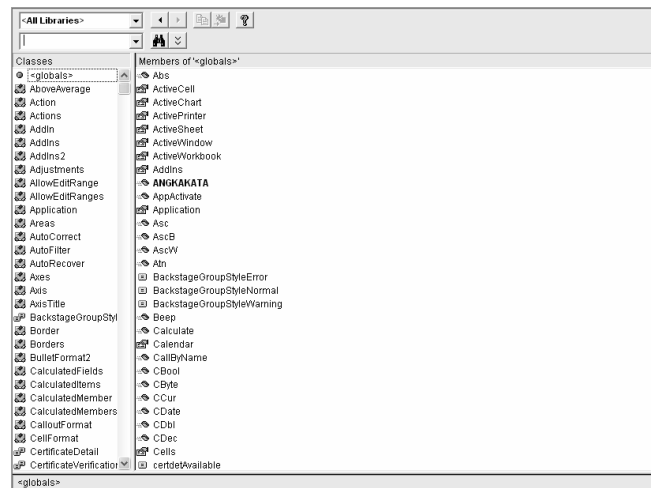 <All Libraries>
Classes
<globals>
AboveAverage
Action
Actions
AddIn
AddIns
AddIns2
Adjustments
AllowEditRange
AllowEditRanges
Application
Areas
AutoCorrect
AutoFilter
AutoRecover
Axes
Axis
AxisTitle
BackstageGroupStyl
Border
Borders
BulletFormat2
CalculatedFields
CalculatedItems
CalculatedMember
CalculatedMembers
CalloutFormat
CellFormat
CertificateDetail
CertificateVerification
Members of '<globals>'
Abs
ActiveCell
ActiveChart
ActivePrinter
ActiveSheet
ActiveWindow
ActiveWorkbook
AddIns
ANGKAKATA
AppActivate
Application
Asc
AscB
AscW
Atn
BackstageGroupStyleError
BackstageGroupStyleNormal
BackstageGroupStyleWarning
Beep
Calculate
Calendar
CallByName
CBool
CByte
CCur
CDate
CDbl
CDec
Cells
certdetAvailable
<globals>